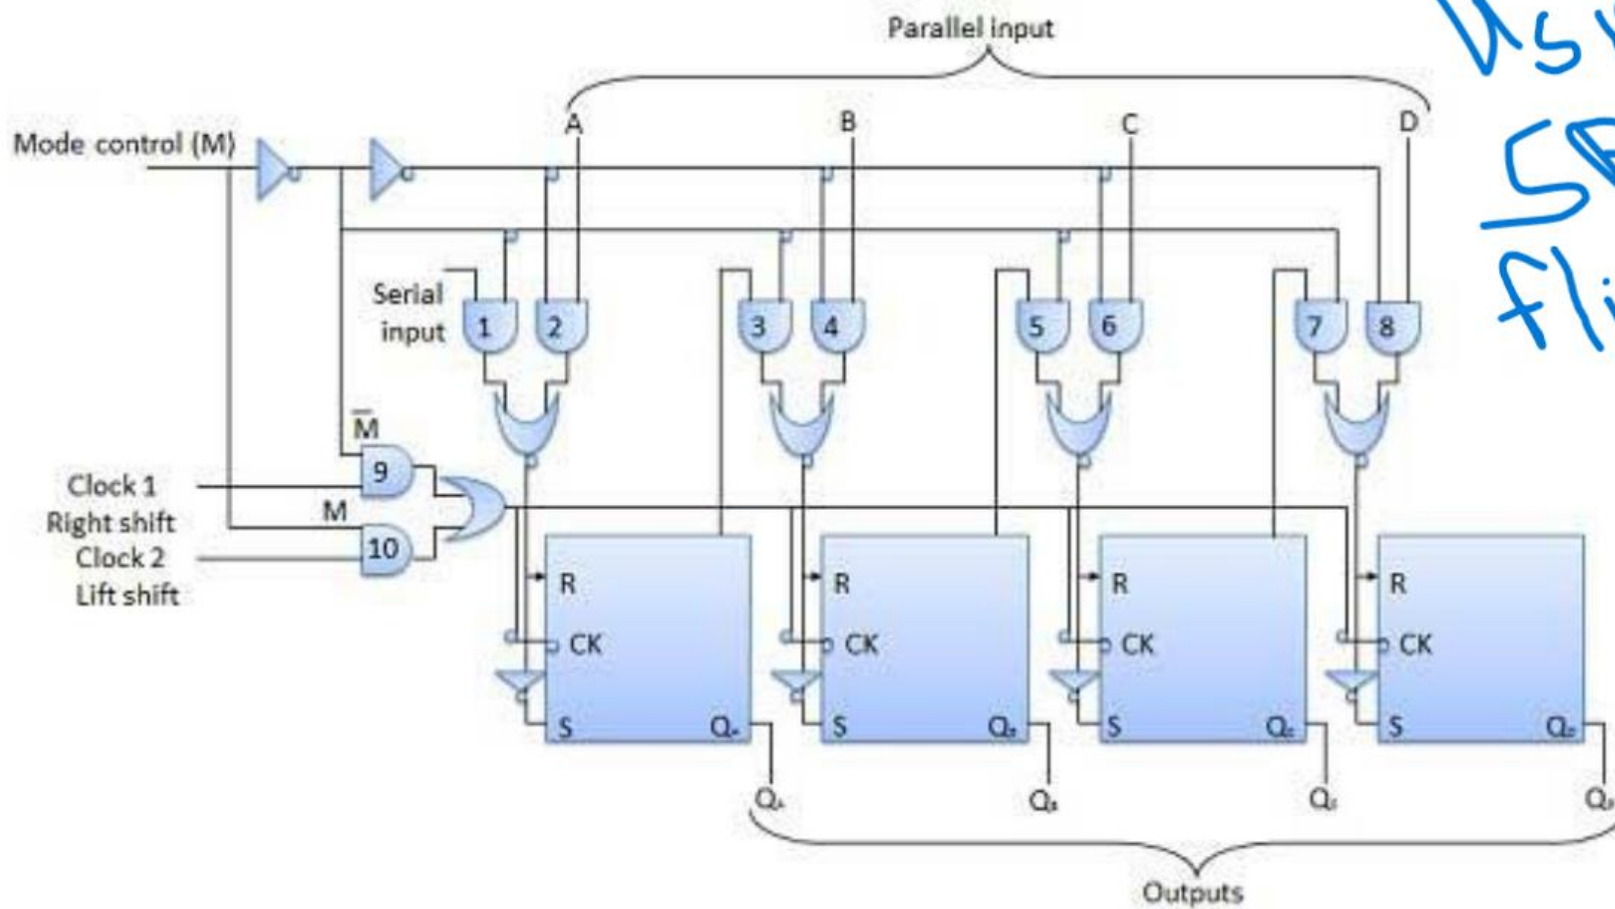 Parallel input
A B C D
Mode control (M)
Serial
input
1 2 3 4 5 6 7 8
M̅
9
Clock 1
Right shift
M
10
Clock 2
Lift shift
R R R R
CK CK CK CK
S Q S Q S Q S Q
Q Q Q Q
Outputs